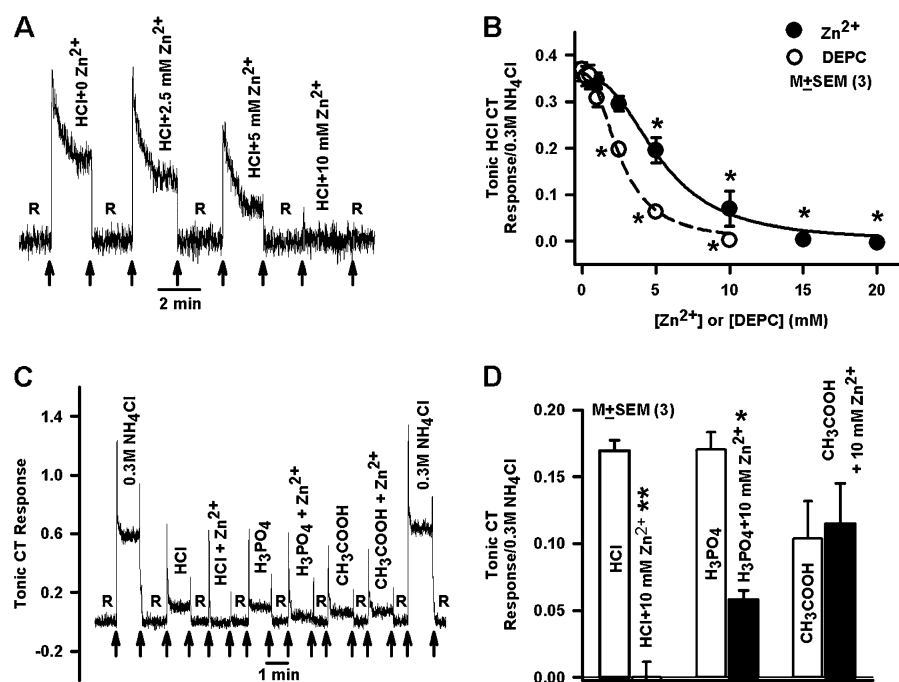 A
HCl+0 Zn2+
HCl+2.5 mM Zn2+
HCl+5 mM Zn2+
HCl+10 mM Zn2+
R
R
R
R
2 min
B
Zn2+
DEPC
M±SEM (3)
Tonic HCl CT
Response/0.3M NH4Cl
0.4
0.3
0.2
0.1
0.0
*
*
*
*
*
*
*
0
5
10
15
20
[Zn2+] or [DEPC] (mM)
C
Tonic CT Response
1.4
1.0
0.6
0.2
-0.2
0.3M NH4Cl
HCl
HCl + Zn2+
H3PO4
H3PO4 + Zn2+
CH3COOH
CH3COOH + Zn2+
0.3M NH4Cl
R
R
R
R
R
R
R
R
R
1 min
D
M±SEM (3)
Tonic CT
Response/0.3M NH4Cl
0.20
0.15
0.10
0.05
0.00
HCl
HCl+10 mM Zn2+ **
H3PO4
H3PO4+10 mM Zn2+ *
CH3COOH
CH3COOH
+ 10 mM Zn2+